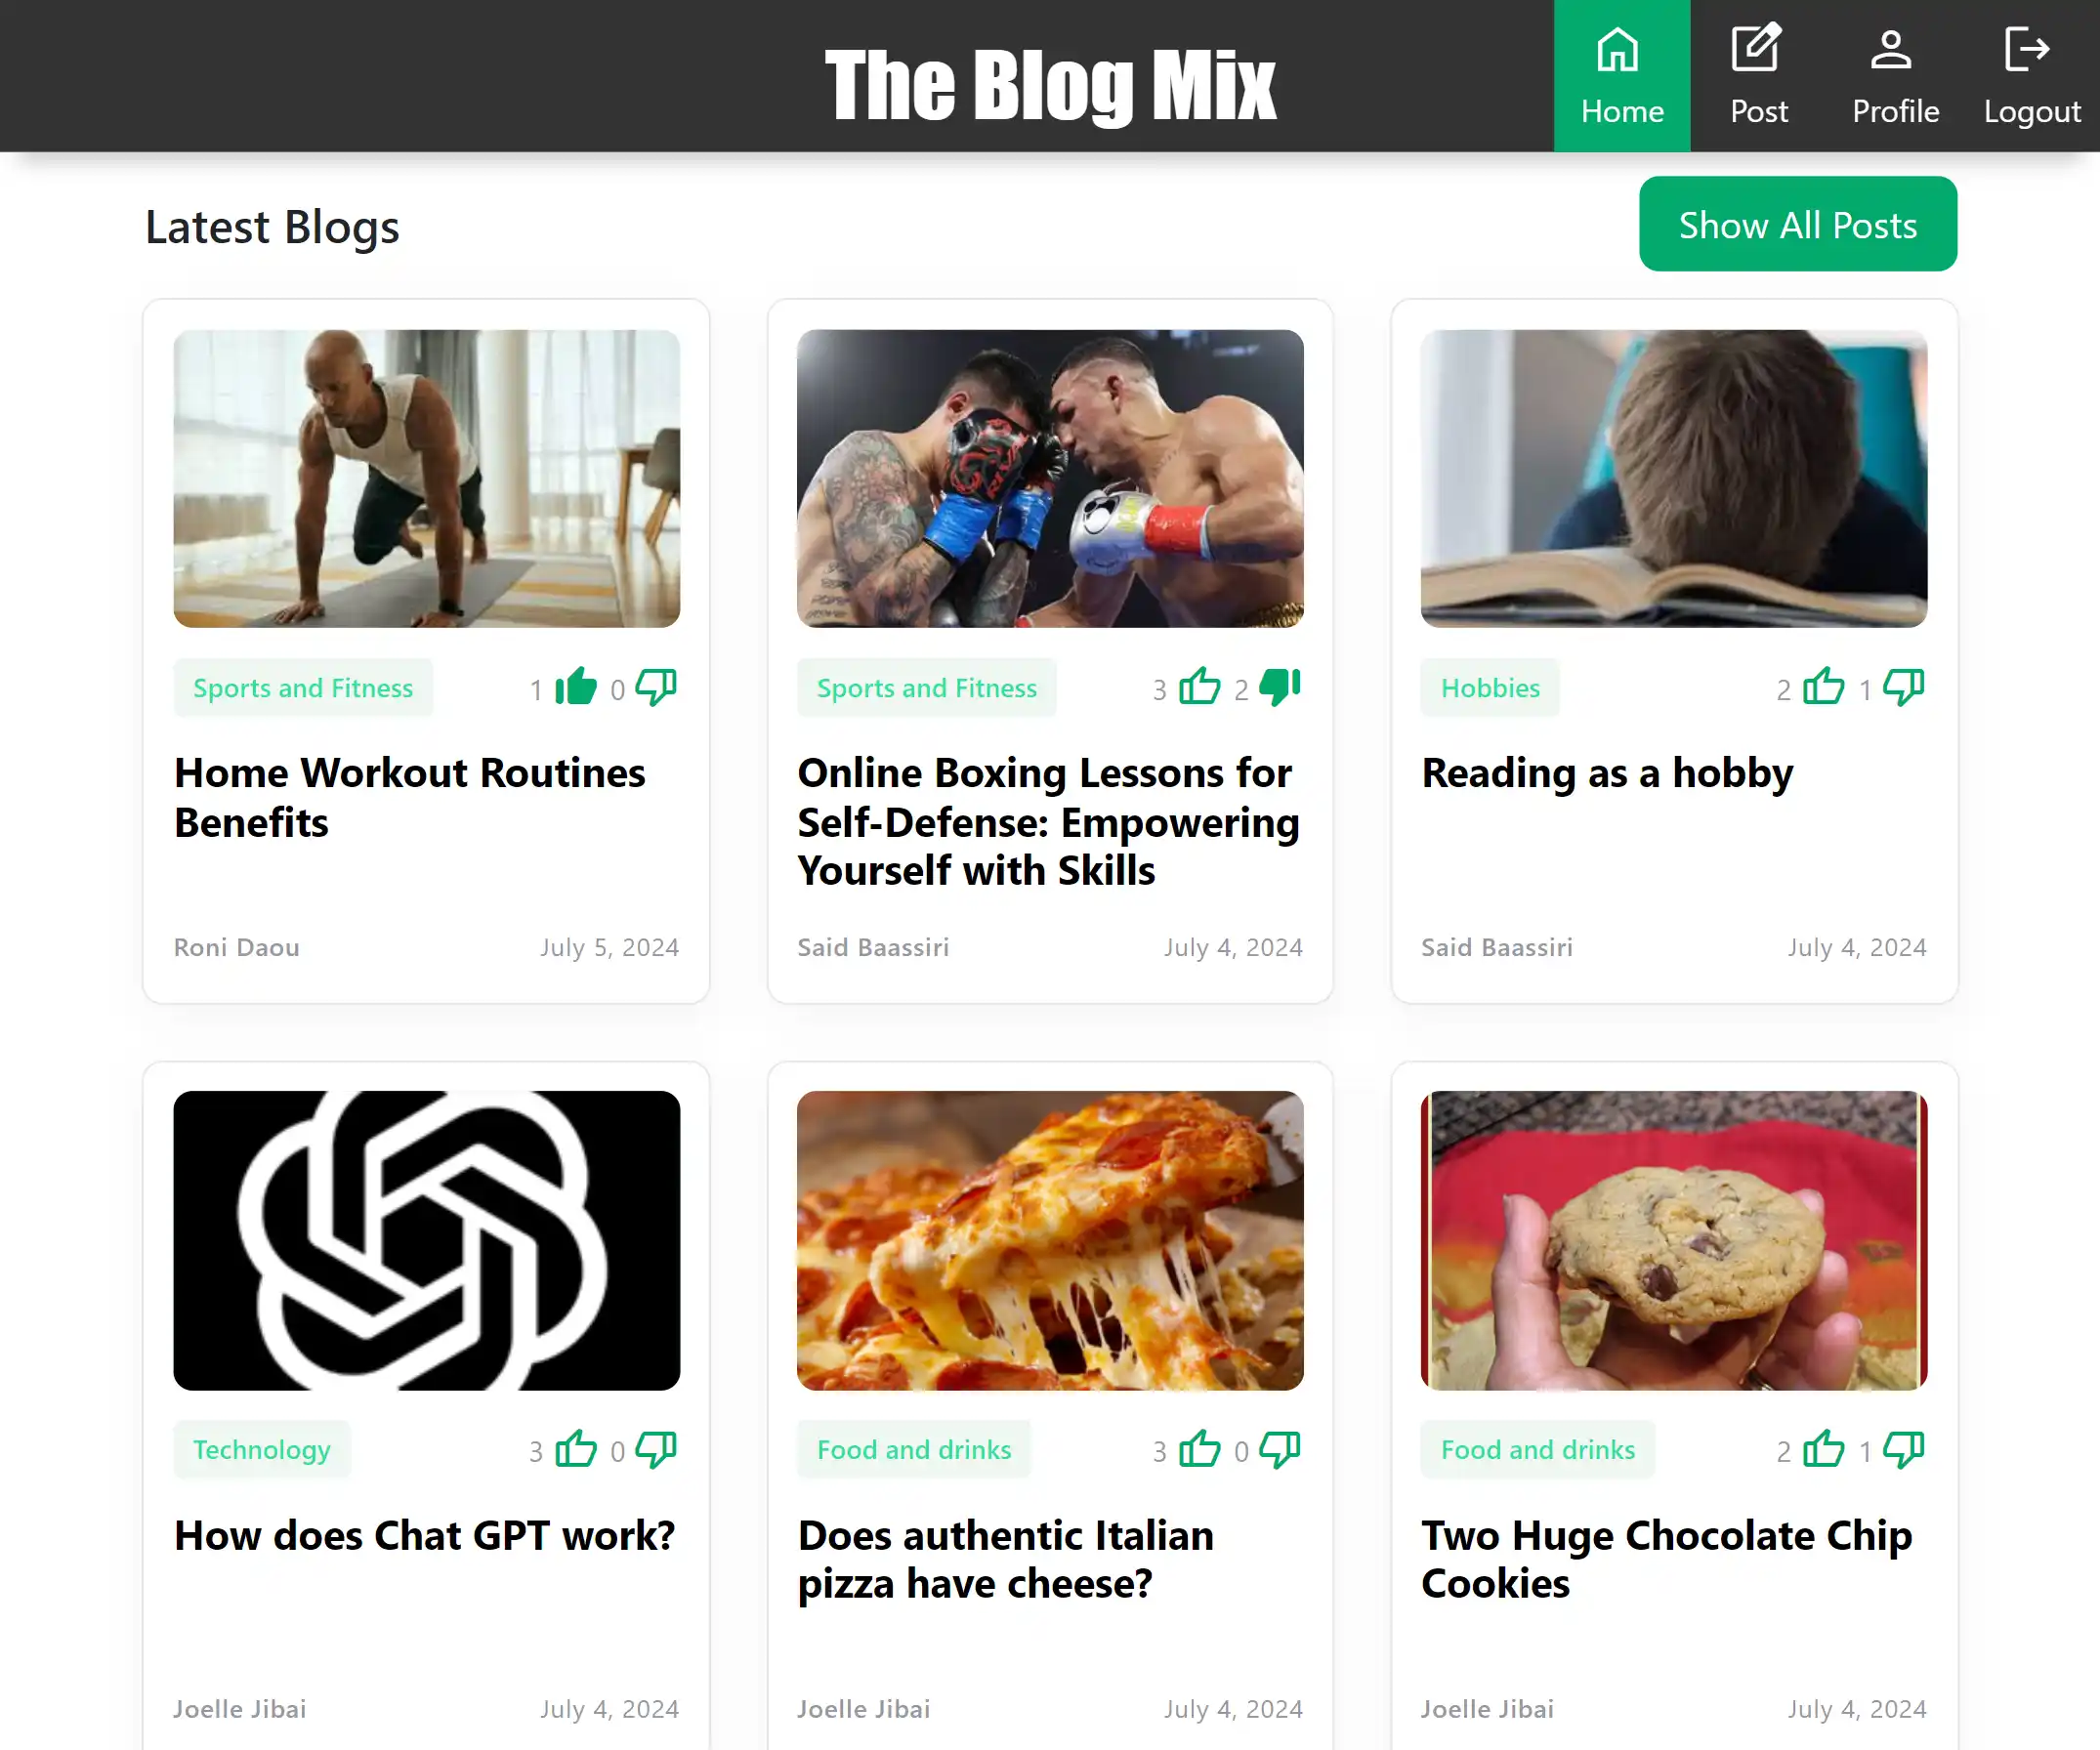 The Blog Mix
Home
Post
Profile
Logout
Latest Blogs
Show All Posts
Sports and Fitness
1
0
Home Workout Routines
Benefits
Roni Daou
July 5, 2024
Sports and Fitness
3
2
Online Boxing Lessons for
Self-Defense: Empowering
Yourself with Skills
Said Baassiri
July 4, 2024
Hobbies
2
1
Reading as a hobby
Said Baassiri
July 4, 2024
Technology
3
0
How does Chat GPT work?
Joelle Jibai
July 4, 2024
Food and drinks
3
0
Does authentic Italian
pizza have cheese?
Joelle Jibai
July 4, 2024
Food and drinks
2
1
Two Huge Chocolate Chip
Cookies
Joelle Jibai
July 4, 2024